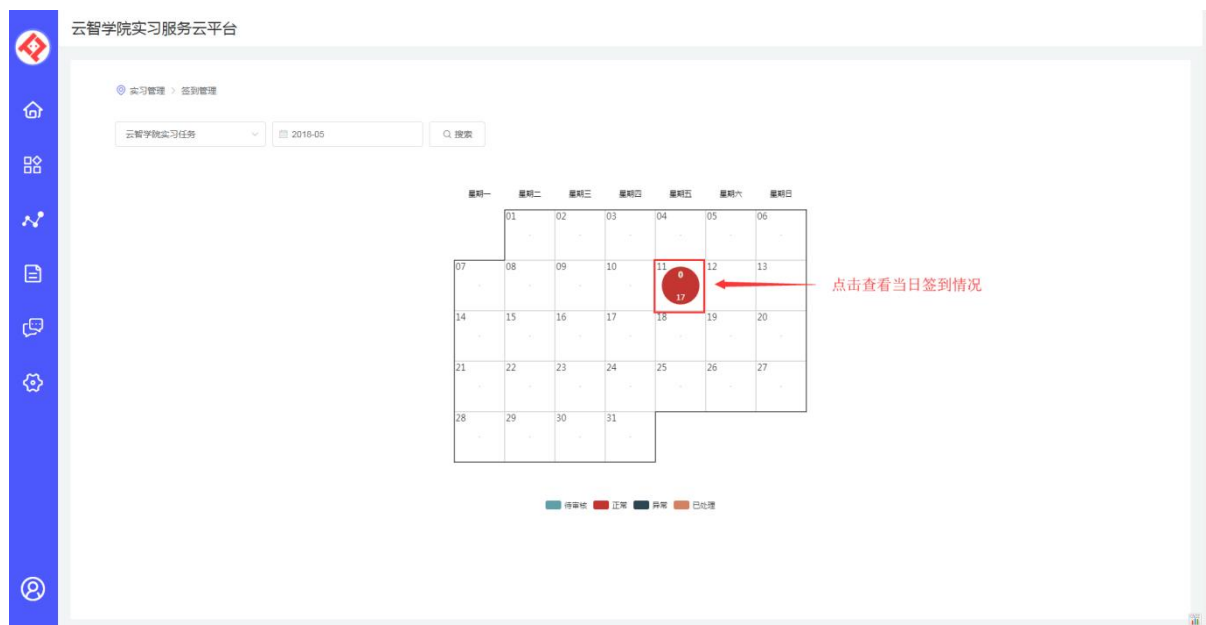 云智学院实习服务云平台
实习管理 > 签到管理
云智学院实习任务 2018-05 搜索
星期一 星期二 星期三 星期四 星期五 星期六 星期日
01 02 03 04 05 06
07 08 09 10 11 12 13
0
17
点击查看当日签到情况
14 15 16 17 18 19 20
21 22 23 24 25 26 27
28 29 30 31
待审核 正常 异常 已处理